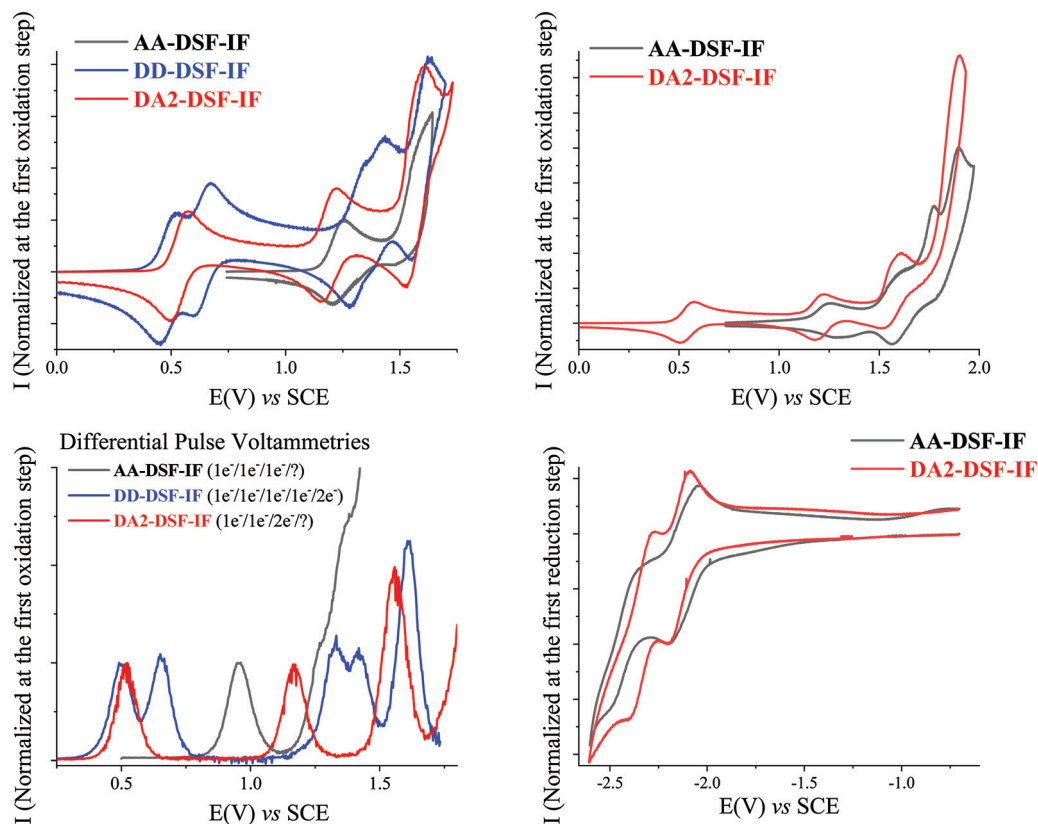 I (Normalized at the first oxidation step)
AA-DSF-IF
DD-DSF-IF
DA2-DSF-IF
0.0 0.5 1.0 1.5
E(V) vs SCE
I (Normalized at the first oxidation step)
AA-DSF-IF
DA2-DSF-IF
0.0 0.5 1.0 1.5 2.0
E(V) vs SCE
Differential Pulse Voltammetries
I (Normalized at the first oxidation step)
AA-DSF-IF (1e⁻/1e⁻/1e⁻/?)
DD-DSF-IF (1e⁻/1e⁻/1e⁻/1e⁻/2e⁻)
DA2-DSF-IF (1e⁻/1e⁻/2e⁻/?)
0.5 1.0 1.5
E(V) vs SCE
I (Normalized at the first reduction step)
AA-DSF-IF
DA2-DSF-IF
-2.5 -2.0 -1.5 -1.0
E(V) vs SCE